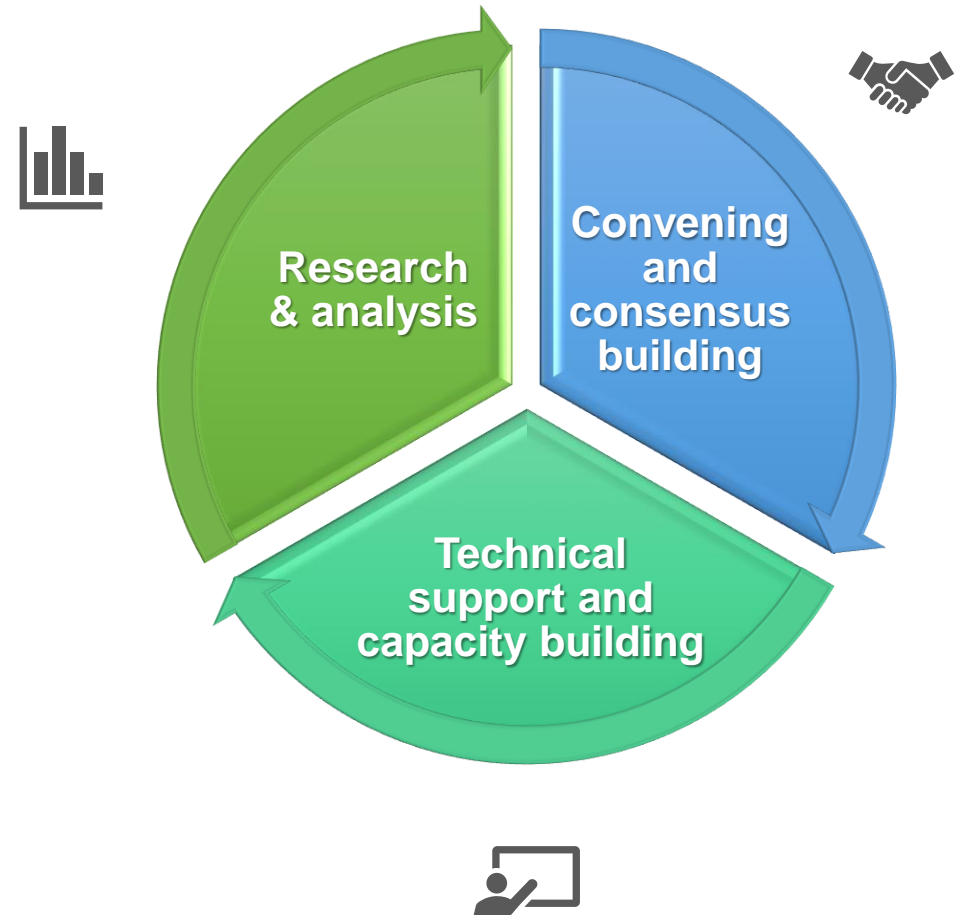 Research
& analysis
Convening
and
consensus
building
Technical
support and
capacity building